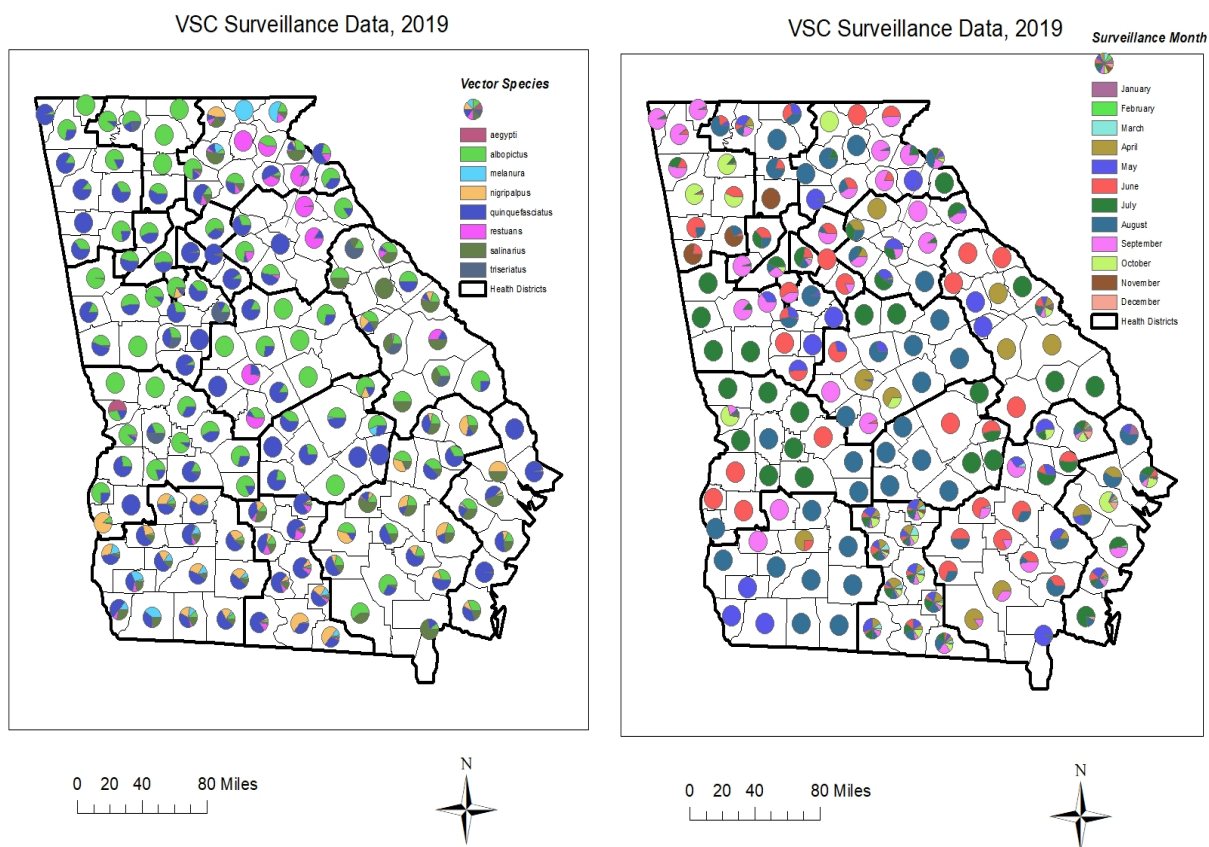 VSC Surveillance Data, 2019
Vector Species
aegypti
albopictus
melanura
nigripalpus
quinquefasciatus
restuans
salinarius
triseriatus
Health Districts
0 20 40 80 Miles
N
VSC Surveillance Data, 2019
Surveillance Month
January
February
March
April
May
June
July
August
September
October
November
December
Health Districts
0 20 40 80 Miles
N